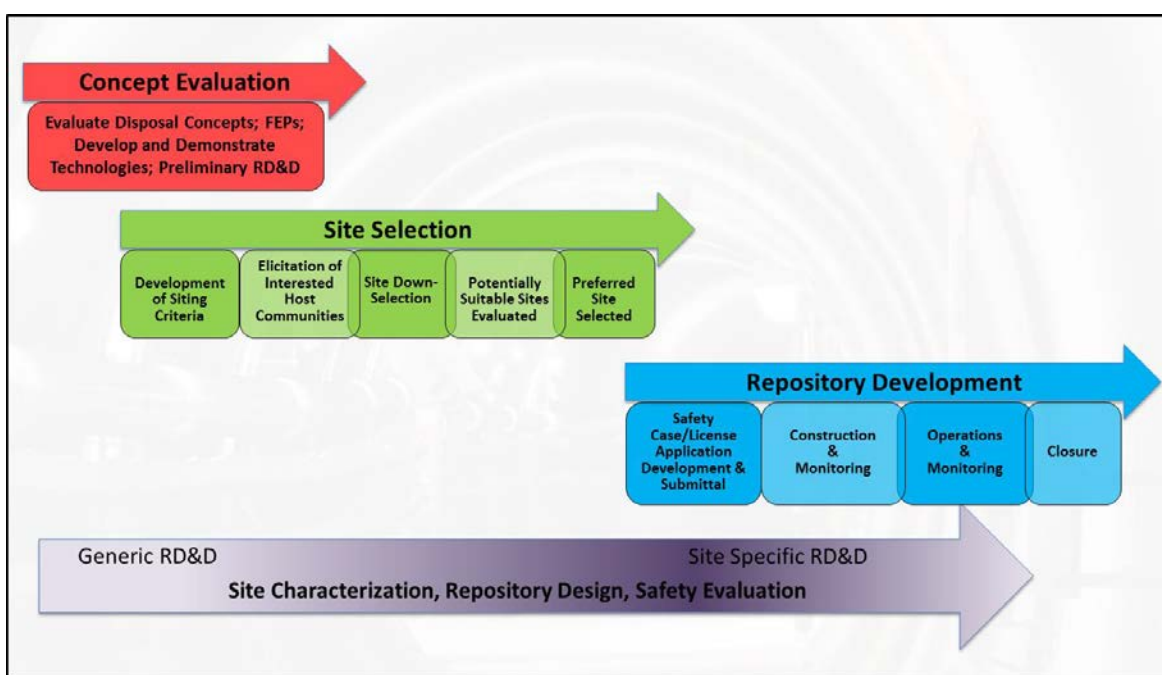 Concept Evaluation
Evaluate Disposal Concepts; FEPs;
Develop and Demonstrate
Technologies; Preliminary RD&D
Site Selection
Development
of Siting
Criteria
Elicitation of
Interested
Host
Communities
Site Down-
Selection
Potentially
Suitable Sites
Evaluated
Preferred
Site
Selected
Repository Development
Safety
Case/License
Application
Development &
Submittal
Construction
&
Monitoring
Operations
&
Monitoring
Closure
Generic RD&D
Site Specific RD&D
Site Characterization, Repository Design, Safety Evaluation